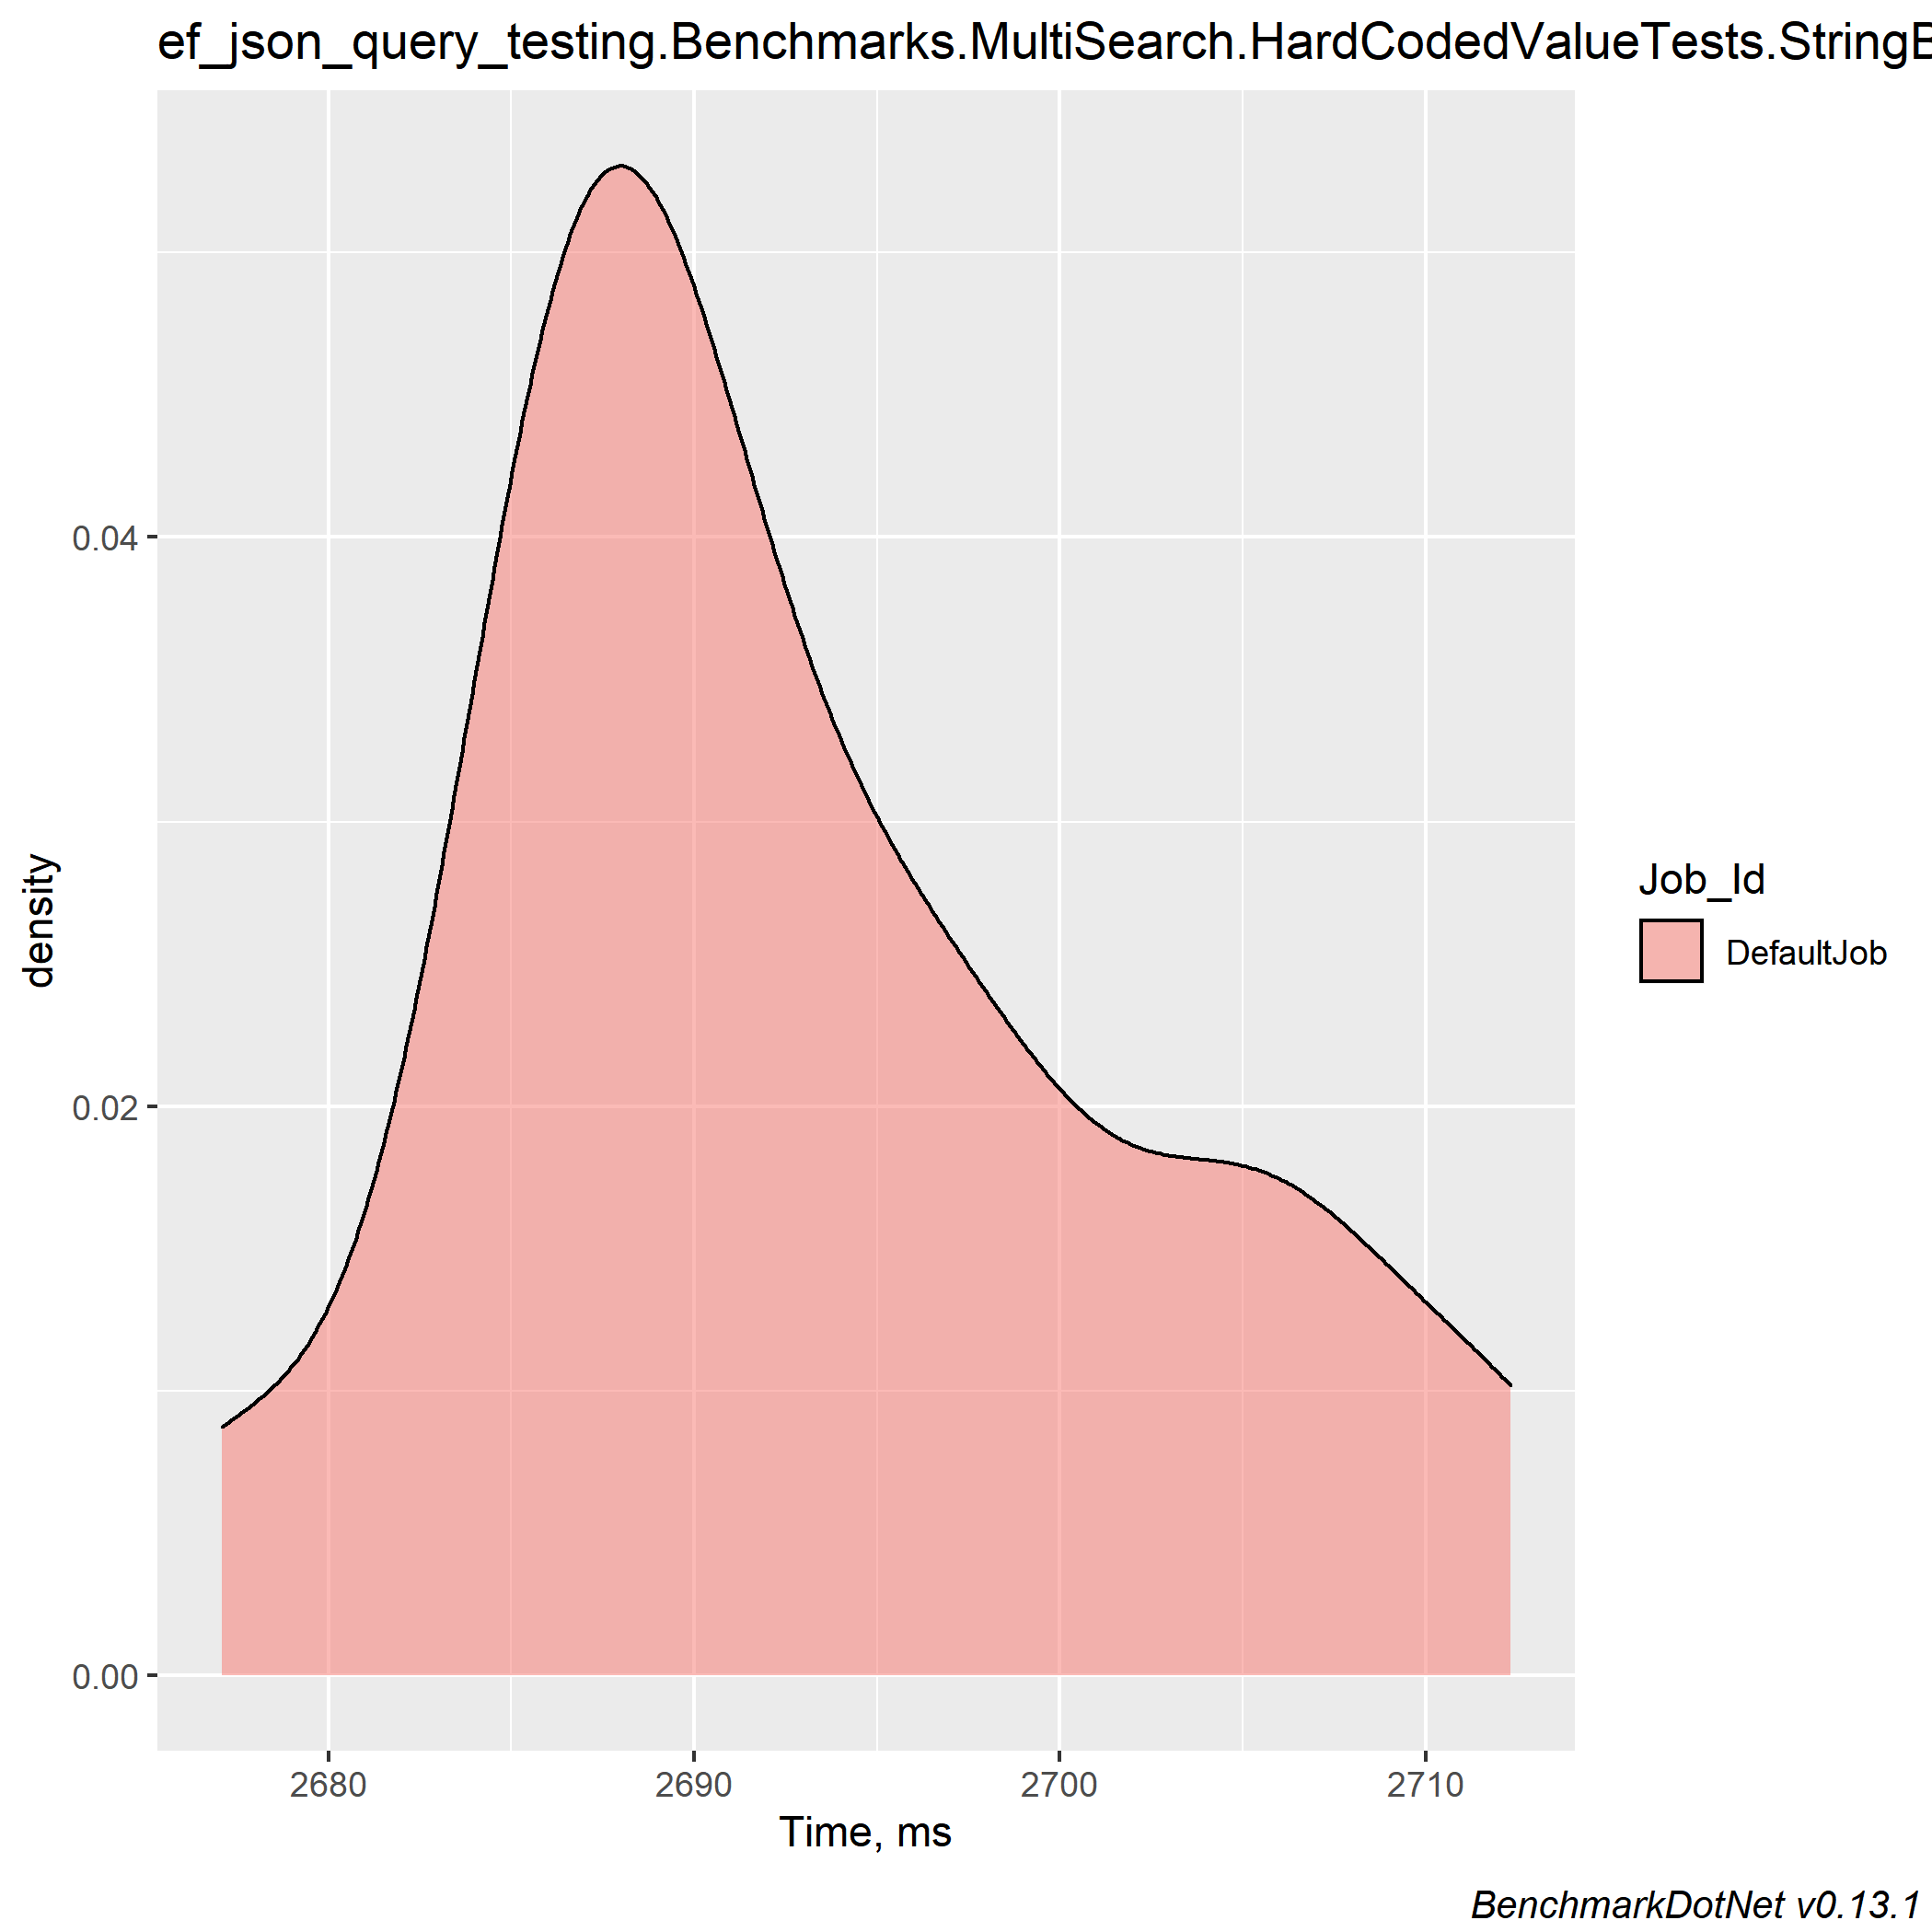 ef_json_query_testing.Benchmarks.MultiSearch.HardCodedValueTests.StringB
0.04
0.02
0.00
density
2680 2690 2700 2710
Time, ms
Job_Id
DefaultJob
BenchmarkDotNet v0.13.1